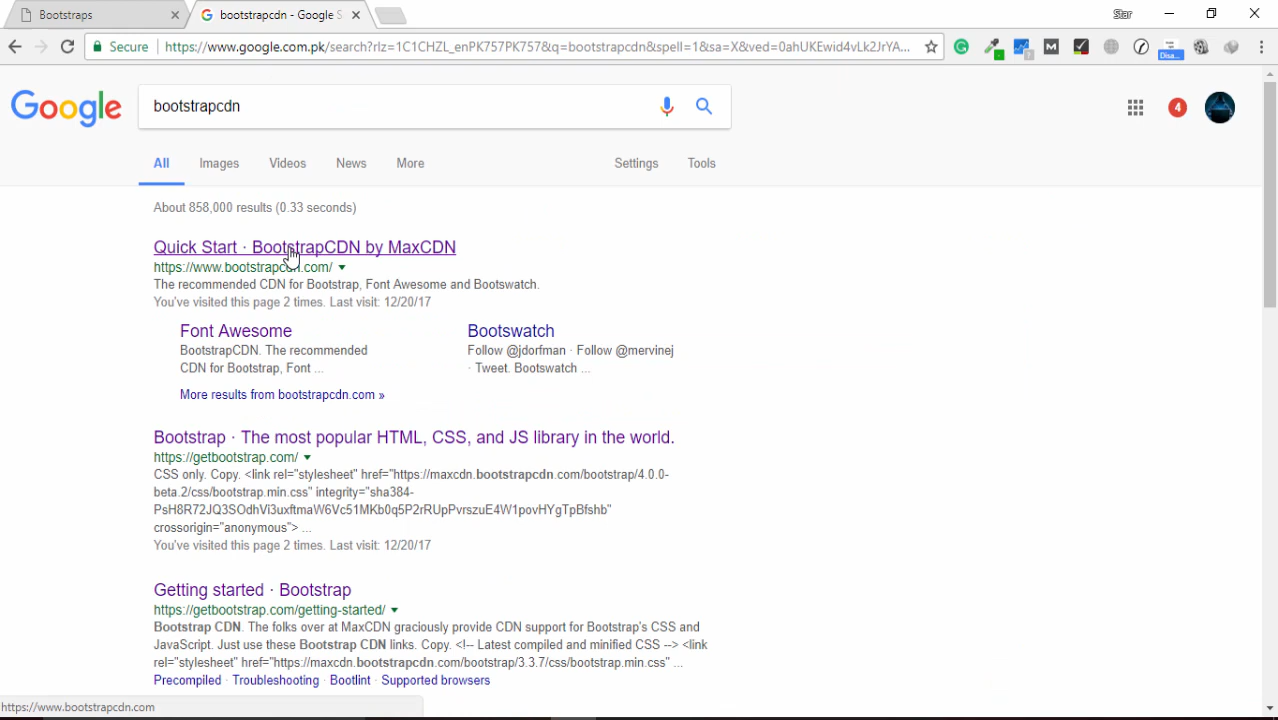 Bootstraps
bootstrapcdn - Google S
Star
Secure
https://www.google.com.pk/search?rlz=1C1CHZL_enPK757PK757&q=bootstrapcdn&spell=1&sa=X&ved=0ahUKEwid4vLk2JrYA...
Disa...
Google
bootstrapcdn
4
All Images Videos News More Settings Tools
About 858,000 results (0.33 seconds)
Quick Start · BootstrapCDN by MaxCDN
https://www.bootstrapcdn.com/
The recommended CDN for Bootstrap, Font Awesome and Bootswatch.
You've visited this page 2 times. Last visit: 12/20/17
Font Awesome
BootstrapCDN. The recommended
CDN for Bootstrap, Font ...
Bootswatch
Follow @jdorfman · Follow @mervinej
· Tweet. Bootswatch ...
More results from bootstrapcdn.com »
Bootstrap · The most popular HTML, CSS, and JS library in the world.
https://getbootstrap.com/
CSS only. Copy. <link rel="stylesheet" href="https://maxcdn.bootstrapcdn.com/bootstrap/4.0.0-
beta.2/css/bootstrap.min.css" integrity="sha384-
PsH8R72JQ3SOdhVi3uxftmaW6Vc51MKb0q5P2rRUpPvrszuE4W1povHYgTpBfshb"
crossorigin="anonymous"> ...
You've visited this page 2 times. Last visit: 12/20/17
Getting started · Bootstrap
https://getbootstrap.com/getting-started/
Bootstrap CDN. The folks over at MaxCDN graciously provide CDN support for Bootstrap's CSS and
JavaScript. Just use these Bootstrap CDN links. Copy. <!-- Latest compiled and minified CSS --> <link
rel="stylesheet" href="https://maxcdn.bootstrapcdn.com/bootstrap/3.3.7/css/bootstrap.min.css" ...
Precompiled · Troubleshooting · Bootlint · Supported browsers
https://www.bootstrapcdn.com